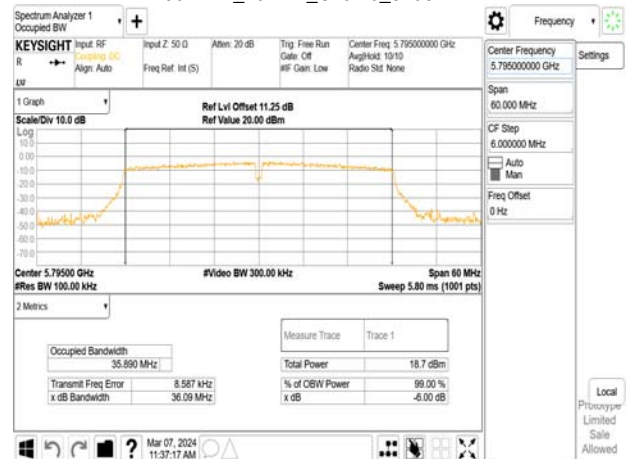 Spectrum Analyzer 1
Occupied BW
Frequency
KEYSIGHT
Input: RF
Coupling: DC
Align: Auto
Input Z: 50 Ω
Freq Ref: Int (S)
Atten: 20 dB
Trig: Free Run
Gate: Off
#IF Gain: Low
Center Freq: 5.795000000 GHz
Avg|Hold: 10/10
Radio Std: None
R
Center Frequency
5.795000000 GHz
Settings
Span
60.000 MHz
CF Step
6.000000 MHz
Auto
Man
Freq Offset
0 Hz
1 Graph
Scale/Div 10.0 dB
Ref Lvl Offset 11.25 dB
Ref Value 20.00 dBm
Log
10.0
0.00
-10.0
-20.0
-30.0
-40.0
-50.0
-60.0
-70.0
Center 5.79500 GHz
#Res BW 100.00 kHz
#Video BW 300.00 kHz
Span 60 MHz
Sweep 5.80 ms (1001 pts)
2 Metrics
Measure Trace
Trace 1
Occupied Bandwidth
35.890 MHz
Total Power
18.7 dBm
Transmit Freq Error
8.587 kHz
% of OBW Power
99.00 %
x dB Bandwidth
36.09 MHz
x dB
-6.00 dB
Local
Prototype
Limited
Sale
Allowed
?
Mar 07, 2024
11:37:17 AM